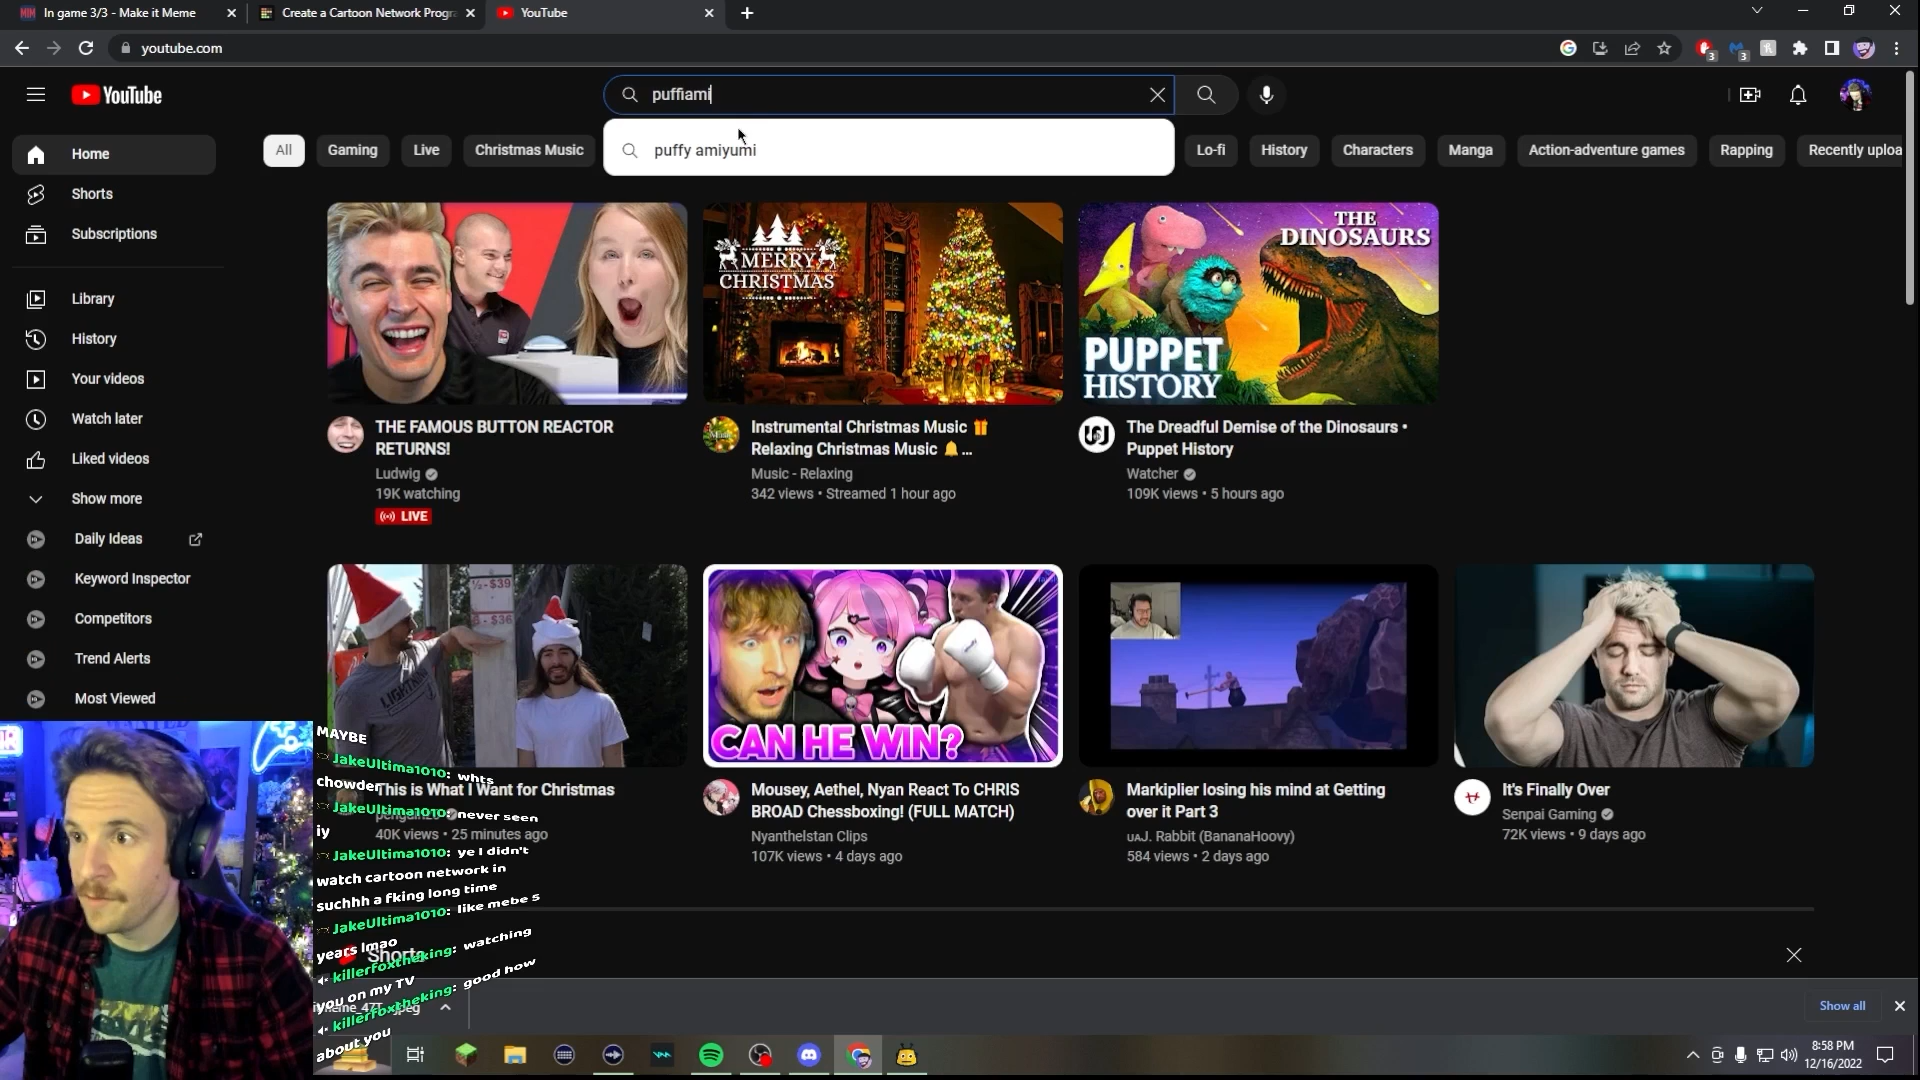 In game 3/3 - Make it Meme
Create a Cartoon Network Progr
YouTube
youtube.com
3
3
YouTube
puffiami
puffy amiyumi
All
Gaming
Live
Christmas Music
Lo-fi
History
Characters
Manga
Action-adventure games
Rapping
Recently uploa
Home
Shorts
Subscriptions
Library
History
Your videos
Watch later
Liked videos
Show more
Daily Ideas
Keyword Inspector
Competitors
Trend Alerts
Most Viewed
MERRY
CHRISTMAS
THE
DINOSAURS
PUPPET
HISTORY
THE FAMOUS BUTTON REACTOR
RETURNS!
Ludwig
19K watching
LIVE
Instrumental Christmas Music
Relaxing Christmas Music ...
Music - Relaxing
342 views • Streamed 1 hour ago
The Dreadful Demise of the Dinosaurs •
Puppet History
Watcher
109K views • 5 hours ago
- $39
- $36
CAN HE WIN?
This is What I Want for Christmas
40K views • 25 minutes ago
Mousey, Aethel, Nyan React To CHRIS
BROAD Chessboxing! (FULL MATCH)
Nyanthelstan Clips
107K views • 4 days ago
Markiplier losing his mind at Getting
over it Part 3
J. Rabbit (BananaHoovy)
584 views • 2 days ago
It's Finally Over
Senpai Gaming
72K views • 9 days ago
MAYBE
JakeUltima1010: whts
chowder
JakeUltima1010: never seen
iy
JakeUltima1010: ye I didn't
watch cartoon network in
suchhh a fking long time
JakeUltima1010: like mebe 5
years lmao
killerfoxtheking: watching
you on my TV
killerfoxtheking: good how
about you
Shorts
Show all
8:58 PM
12/16/2022